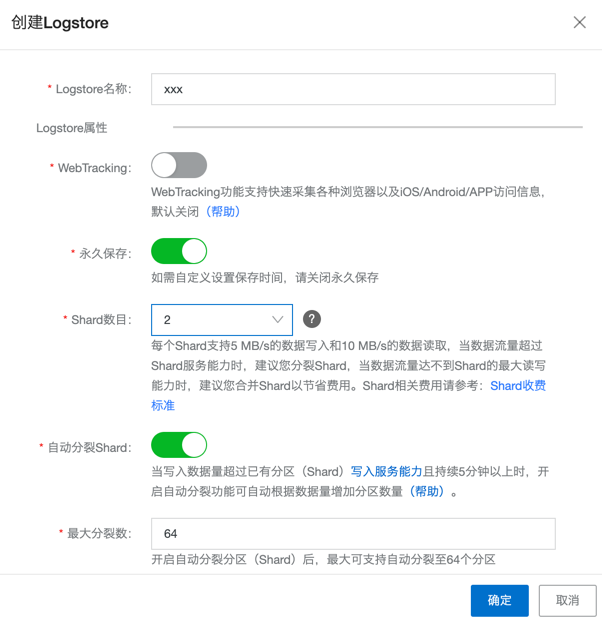 创建Logstore
* Logstore名称: xxx
Logstore属性
* WebTracking:
WebTracking功能支持快速采集各种浏览器以及iOS/Android/APP访问信息，
默认关闭（帮助）
* 永久保存:
如需自定义设置保存时间，请关闭永久保存
* Shard数目: 2 ?
每个Shard支持5 MB/s的数据写入和10 MB/s的数据读取，当数据流量超过
Shard服务能力时，建议您分裂Shard，当数据流量达不到Shard的最大读写
能力时，建议您合并Shard以节省费用。Shard相关费用请参考：Shard收费
标准
* 自动分裂Shard:
当写入数据量超过已有分区（Shard）写入服务能力且持续5分钟以上时，开
启自动分裂功能可自动根据数据量增加分区数量（帮助）。
* 最大分裂数: 64
开启自动分裂分区（Shard）后，最大可支持自动分裂至64个分区
确定 取消